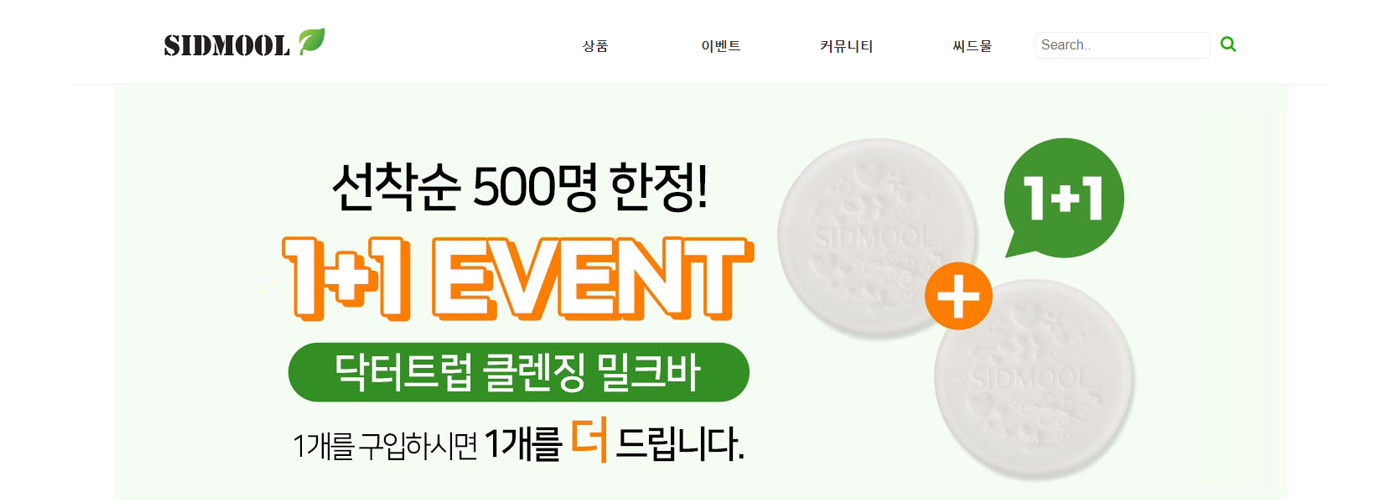 SIDMOOL
상품 이벤트 커뮤니티 씨드물 Search..
선착순 500명 한정!
1+1 EVENT
닥터트럽 클렌징 밀크바
1개를 구입하시면 1개를 더 드립니다.
1+1
SIDMOOL
+
SIDMOOL